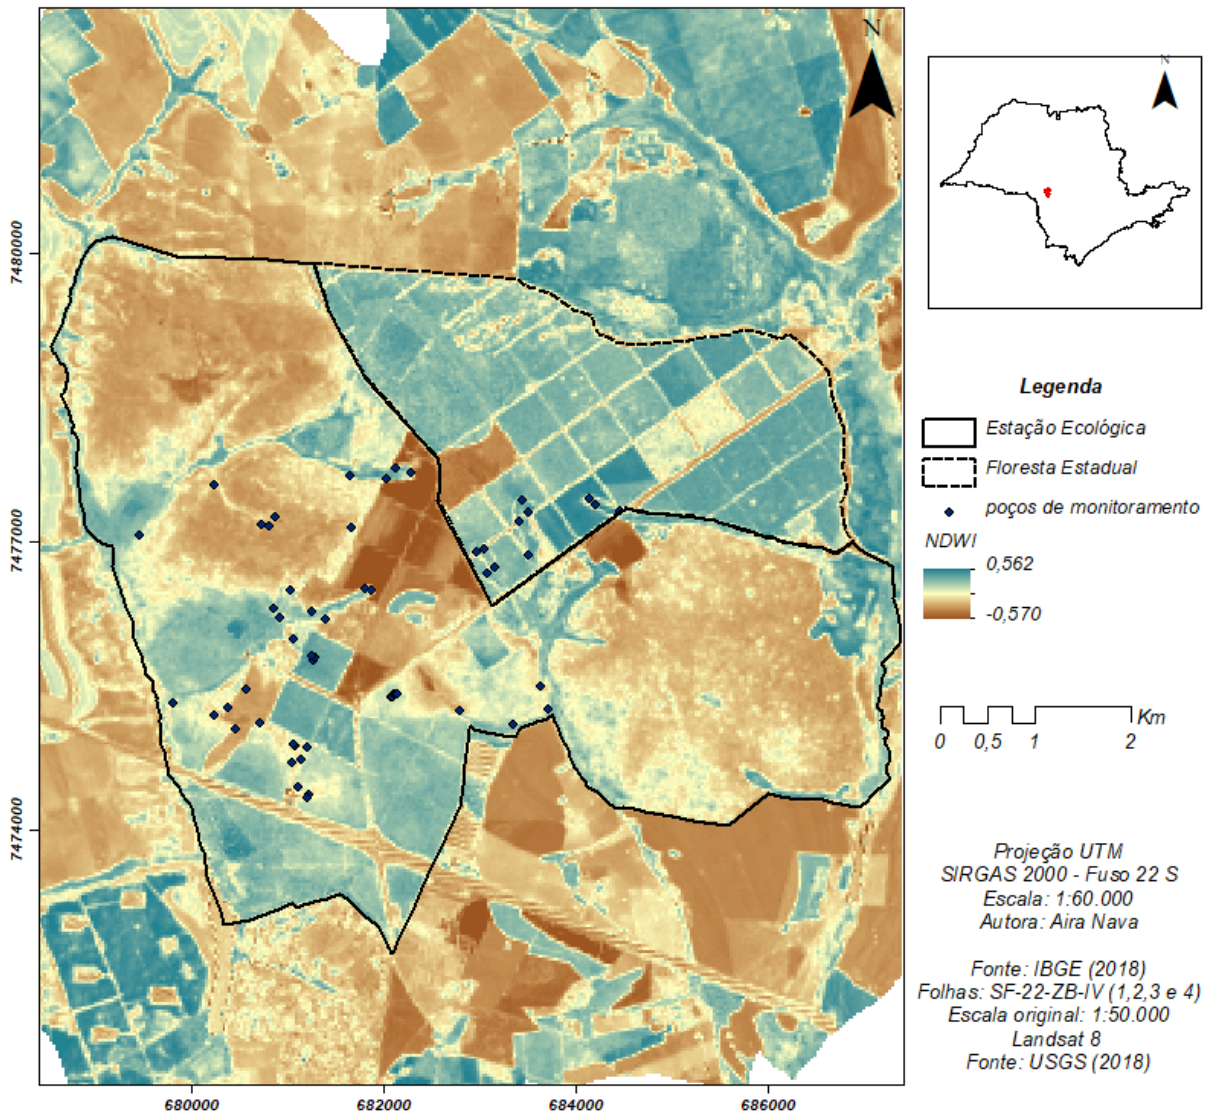 N
N
7480000
7477000
7474000
680000
682000
684000
686000
Legenda
Estação Ecológica
Floresta Estadual
poços de monitoramento
NDWI
0,562
-0,570
Km
0 0,5 1 2
Projeção UTM
SIRGAS 2000 - Fuso 22 S
Escala: 1:60.000
Autora: Aira Nava
Fonte: IBGE (2018)
Folhas: SF-22-ZB-IV (1,2,3 e 4)
Escala original: 1:50.000
Landsat 8
Fonte: USGS (2018)